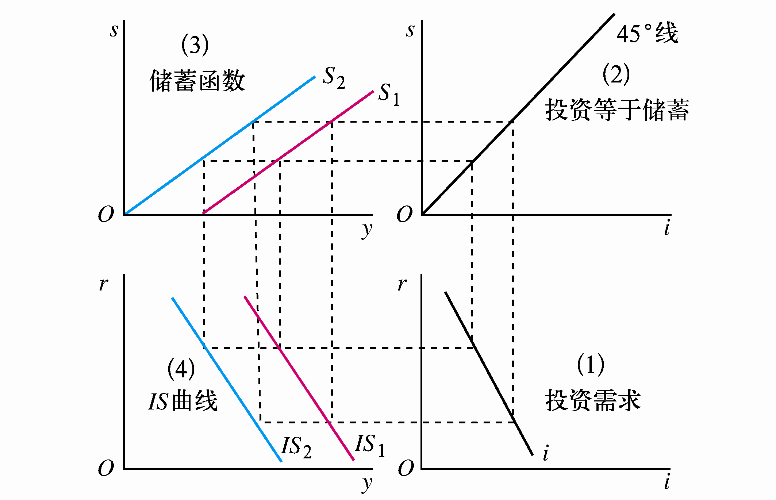 s
(3)
储蓄函数
S2
S1
O
y
s
45°线
(2)
投资等于储蓄
O
i
r
(4)
IS曲线
IS2
IS1
O
y
r
(1)
投资需求
i
O
i